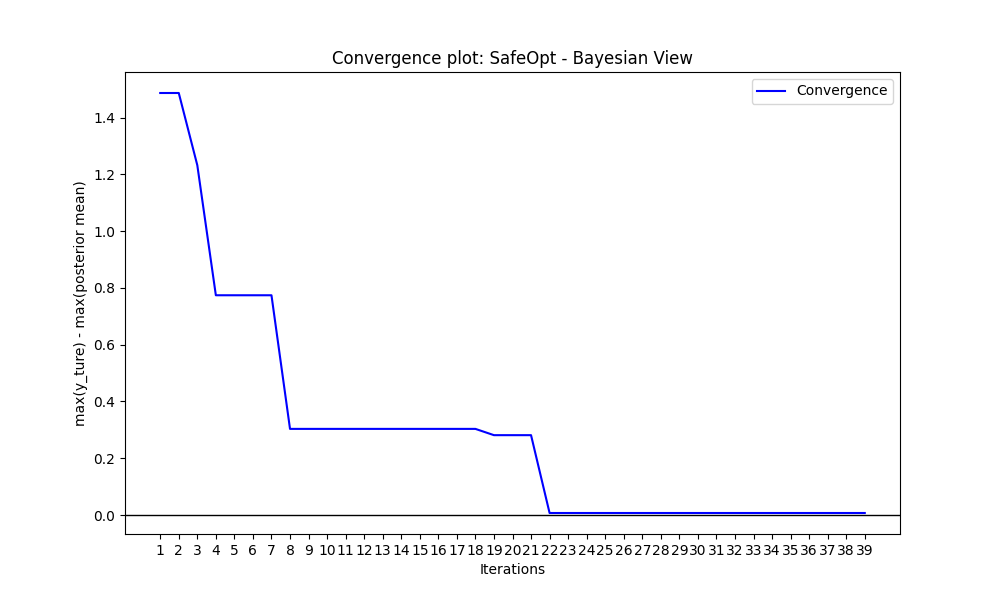 Convergence plot: SafeOpt - Bayesian View
Convergence
max(y_ture) - max(posterior mean)
1.4
1.2
1.0
0.8
0.6
0.4
0.2
0.0
1 2 3 4 5 6 7 8 9 10 11 12 13 14 15 16 17 18 19 20 21 22 23 24 25 26 27 28 29 30 31 32 33 34 35 36 37 38 39
Iterations